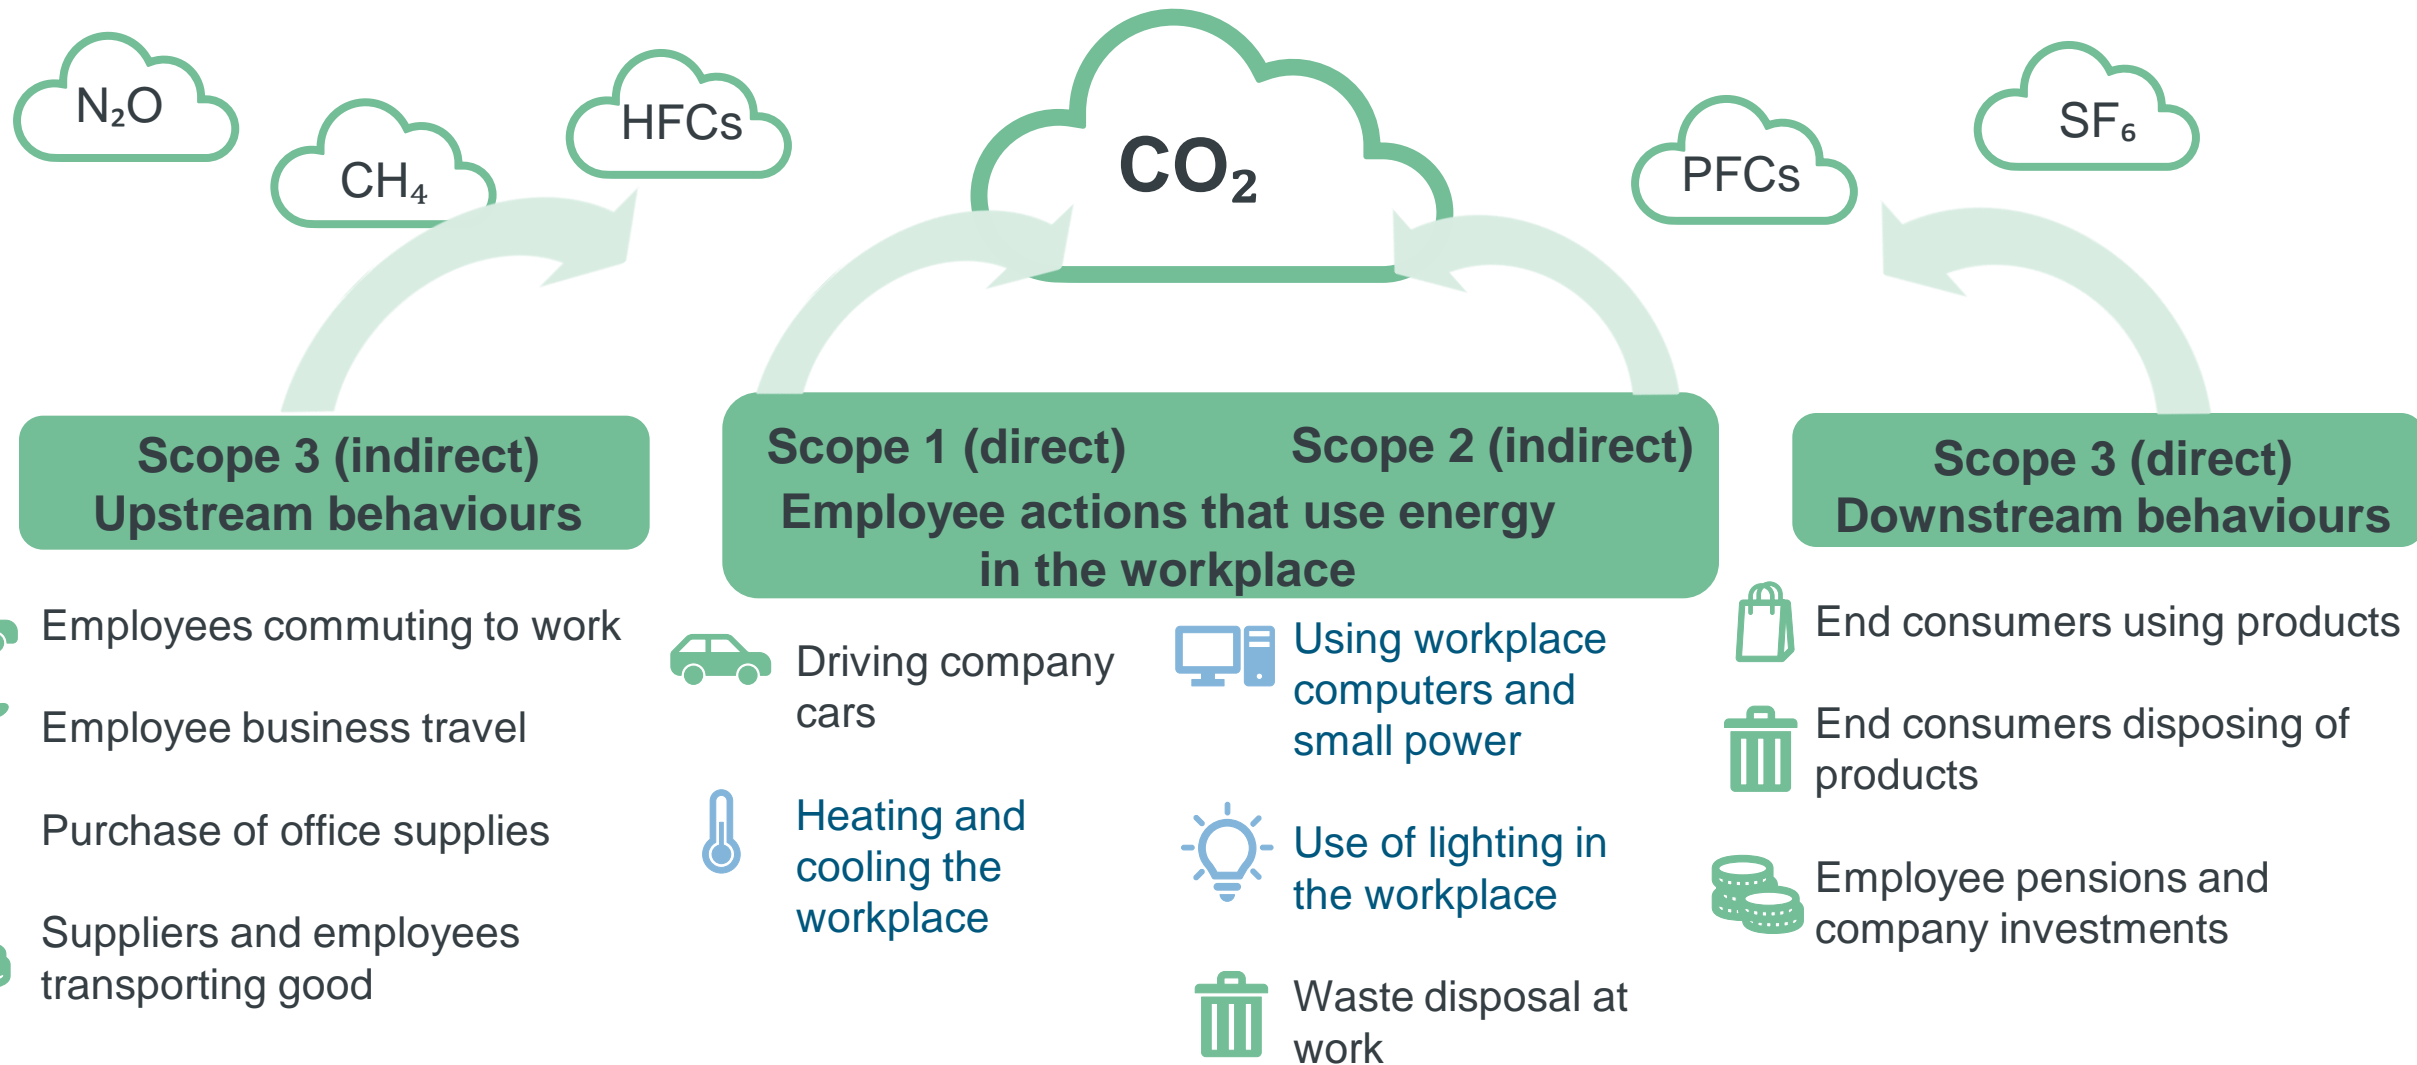 N₂O
CH₄
HFCs
CO₂
PFCs
SF₆
Scope 3 (indirect)
Upstream behaviours
Employees commuting to work
Employee business travel
Purchase of office supplies
Suppliers and employees
transporting good
Scope 1 (direct)
Scope 2 (indirect)
Employee actions that use energy
in the workplace
Driving company
cars
Heating and
cooling the
workplace
Using workplace
computers and
small power
Use of lighting in
the workplace
Waste disposal at
work
Scope 3 (direct)
Downstream behaviours
End consumers using products
End consumers disposing of
products
Employee pensions and
company investments